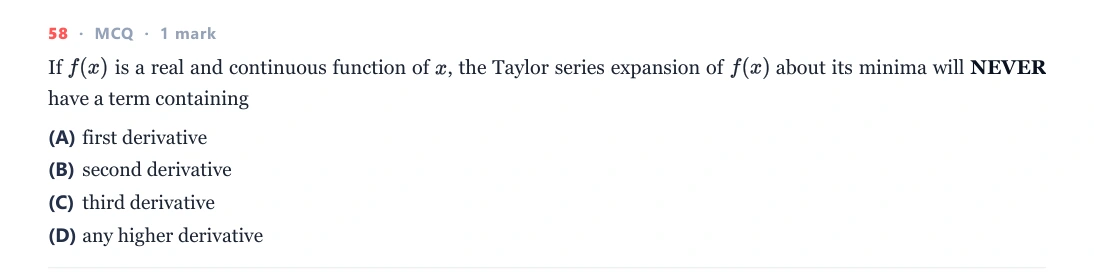 58 · MCQ · 1 mark
If f(x) is a real and continuous function of x, the Taylor series expansion of f(x) about its minima will NEVER
have a term containing
(A) first derivative
(B) second derivative
(C) third derivative
(D) any higher derivative